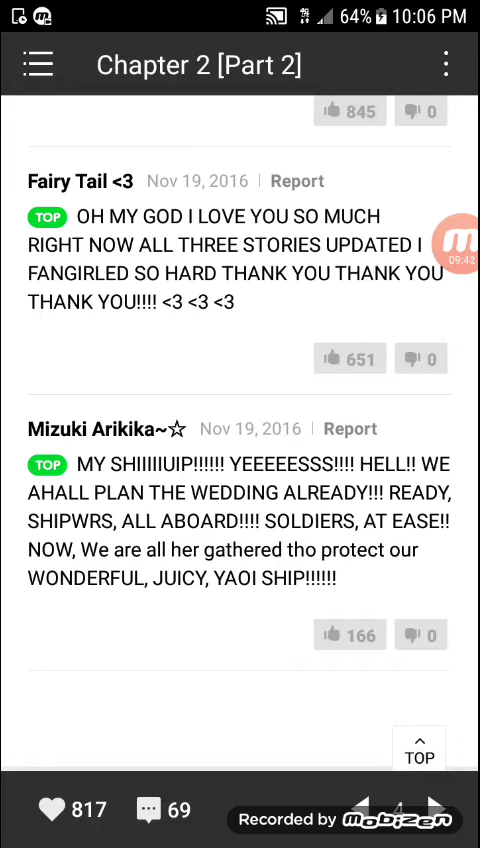 64% 10:06 PM
Chapter 2 [Part 2]
845 0
Fairy Tail <3 Nov 19, 2016 Report
TOP OH MY GOD I LOVE YOU SO MUCH
RIGHT NOW ALL THREE STORIES UPDATED I
FANGIRLED SO HARD THANK YOU THANK YOU
THANK YOU!!!! <3 <3 <3
09:42
651 0
Mizuki Arikika~☆ Nov 19, 2016 Report
TOP MY SHIIIIIUIP!!!!!! YEEEEESSS!!!! HELL!! WE
AHALL PLAN THE WEDDING ALREADY!!! READY,
SHIPWRS, ALL ABOARD!!!! SOLDIERS, AT EASE!!
NOW, We are all her gathered tho protect our
WONDERFUL, JUICY, YAOI SHIP!!!!!!
166 0
TOP
817 69 4
Recorded by mobizen